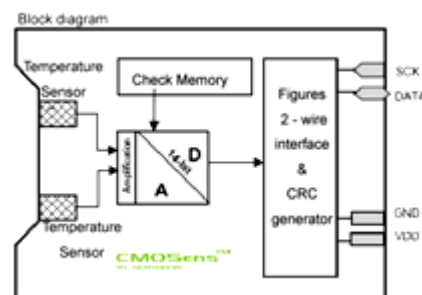 Block diagram
Temperature
Sensor
Check Memory
Amplification
14-bit
D
A
Figures
2 - wire
interface
&
CRC
generator
SCK
DATA
GND
VDD
Temperature
Sensor
CMOSens™